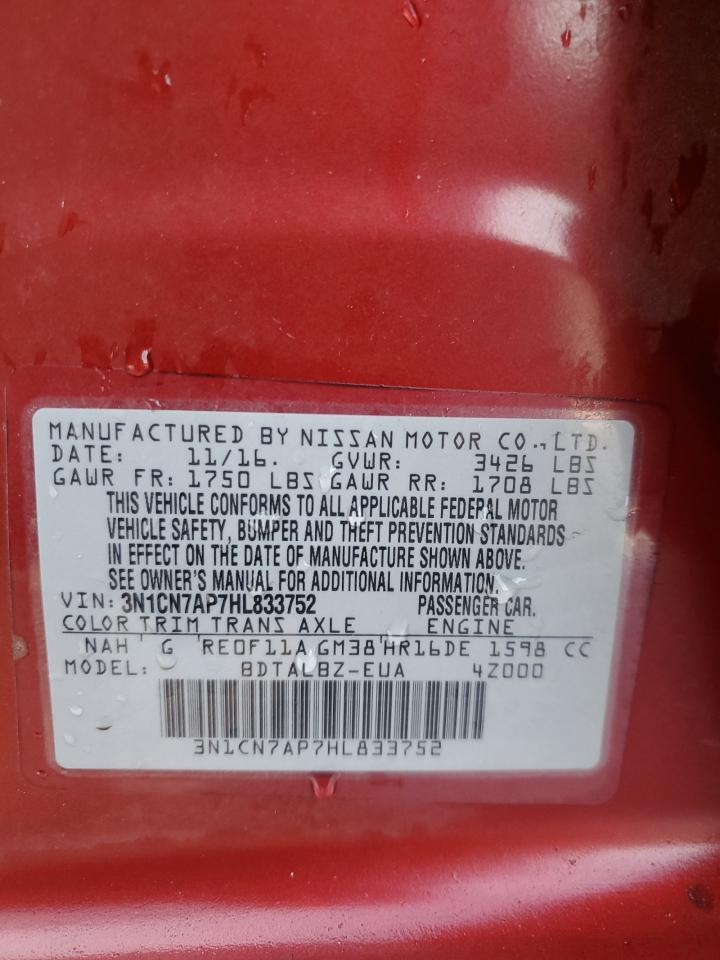 MANUFACTURED BY NISSAN MOTOR CO., LTD.
DATE: 11/16. GVWR: 3426 LBS
GAWR FR: 1750 LBS GAWR RR: 1708 LBS
THIS VEHICLE CONFORMS TO ALL APPLICABLE FEDERAL MOTOR
VEHICLE SAFETY, BUMPER AND THEFT PREVENTION STANDARDS
IN EFFECT ON THE DATE OF MANUFACTURE SHOWN ABOVE.
SEE OWNER'S MANUAL FOR ADDITIONAL INFORMATION.
VIN: 3N1CN7AP7HL833752 PASSENGER CAR.
COLOR TRIM TRANS AXLE ENGINE
NAH G RE0F11A GM38 HR16DE 1598 CC
MODEL: BDTALBZ-EUA 4Z000
3N1CN7AP7HL833752